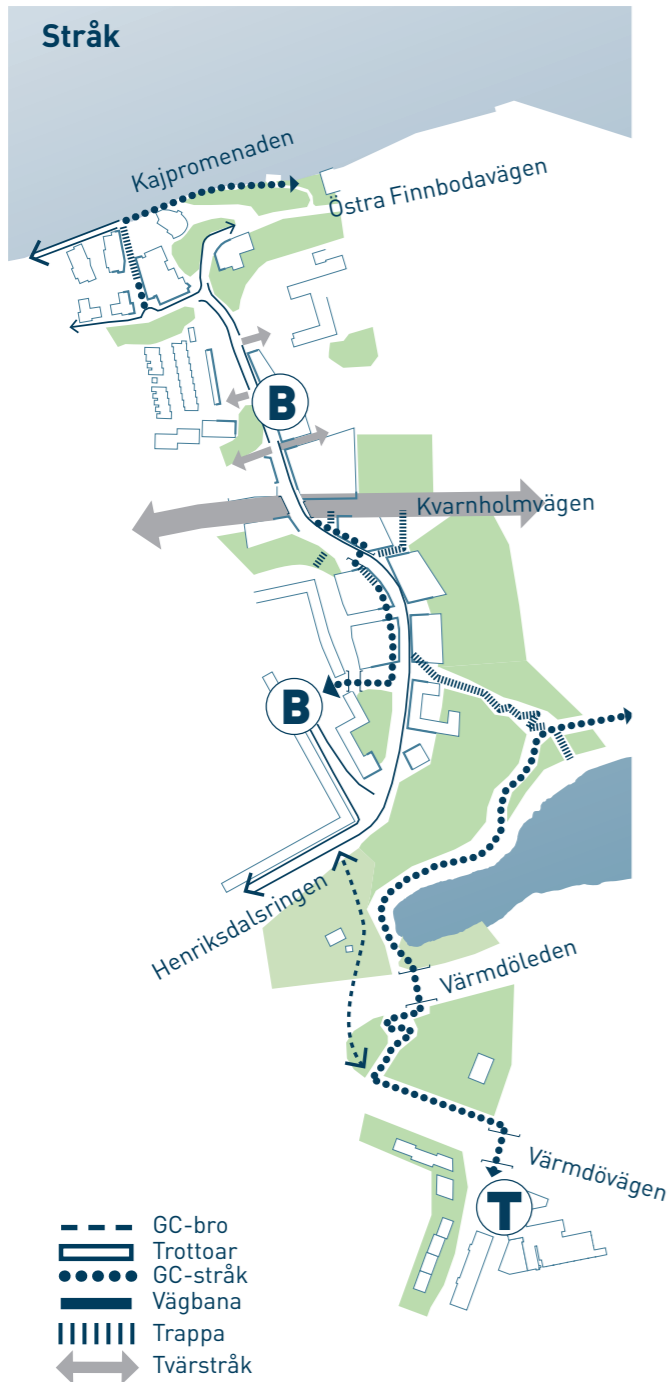 Stråk
Kajpromenaden
Östra Finnbodavägen
B
Kvarnholmvägen
B
Henriksdalsringen
Värmdöleden
Värmdövägen
T
GC-bro
Trottoar
GC-stråk
Vägbana
Trappa
Tvärstråk